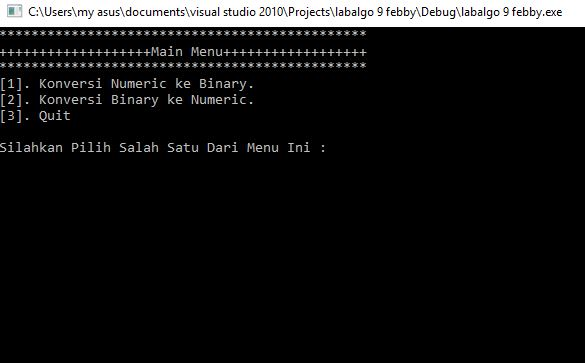 C:\Users\my asus\documents\visual studio 2010\Projects\labalgo 9 febby\Debug\labalgo 9 febby.exe
**********************************************
+++++++++++++++++++Main Menu++++++++++++++++++
**********************************************
[1]. Konversi Numeric ke Binary.
[2]. Konversi Binary ke Numeric.
[3]. Quit
Silahkan Pilih Salah Satu Dari Menu Ini :